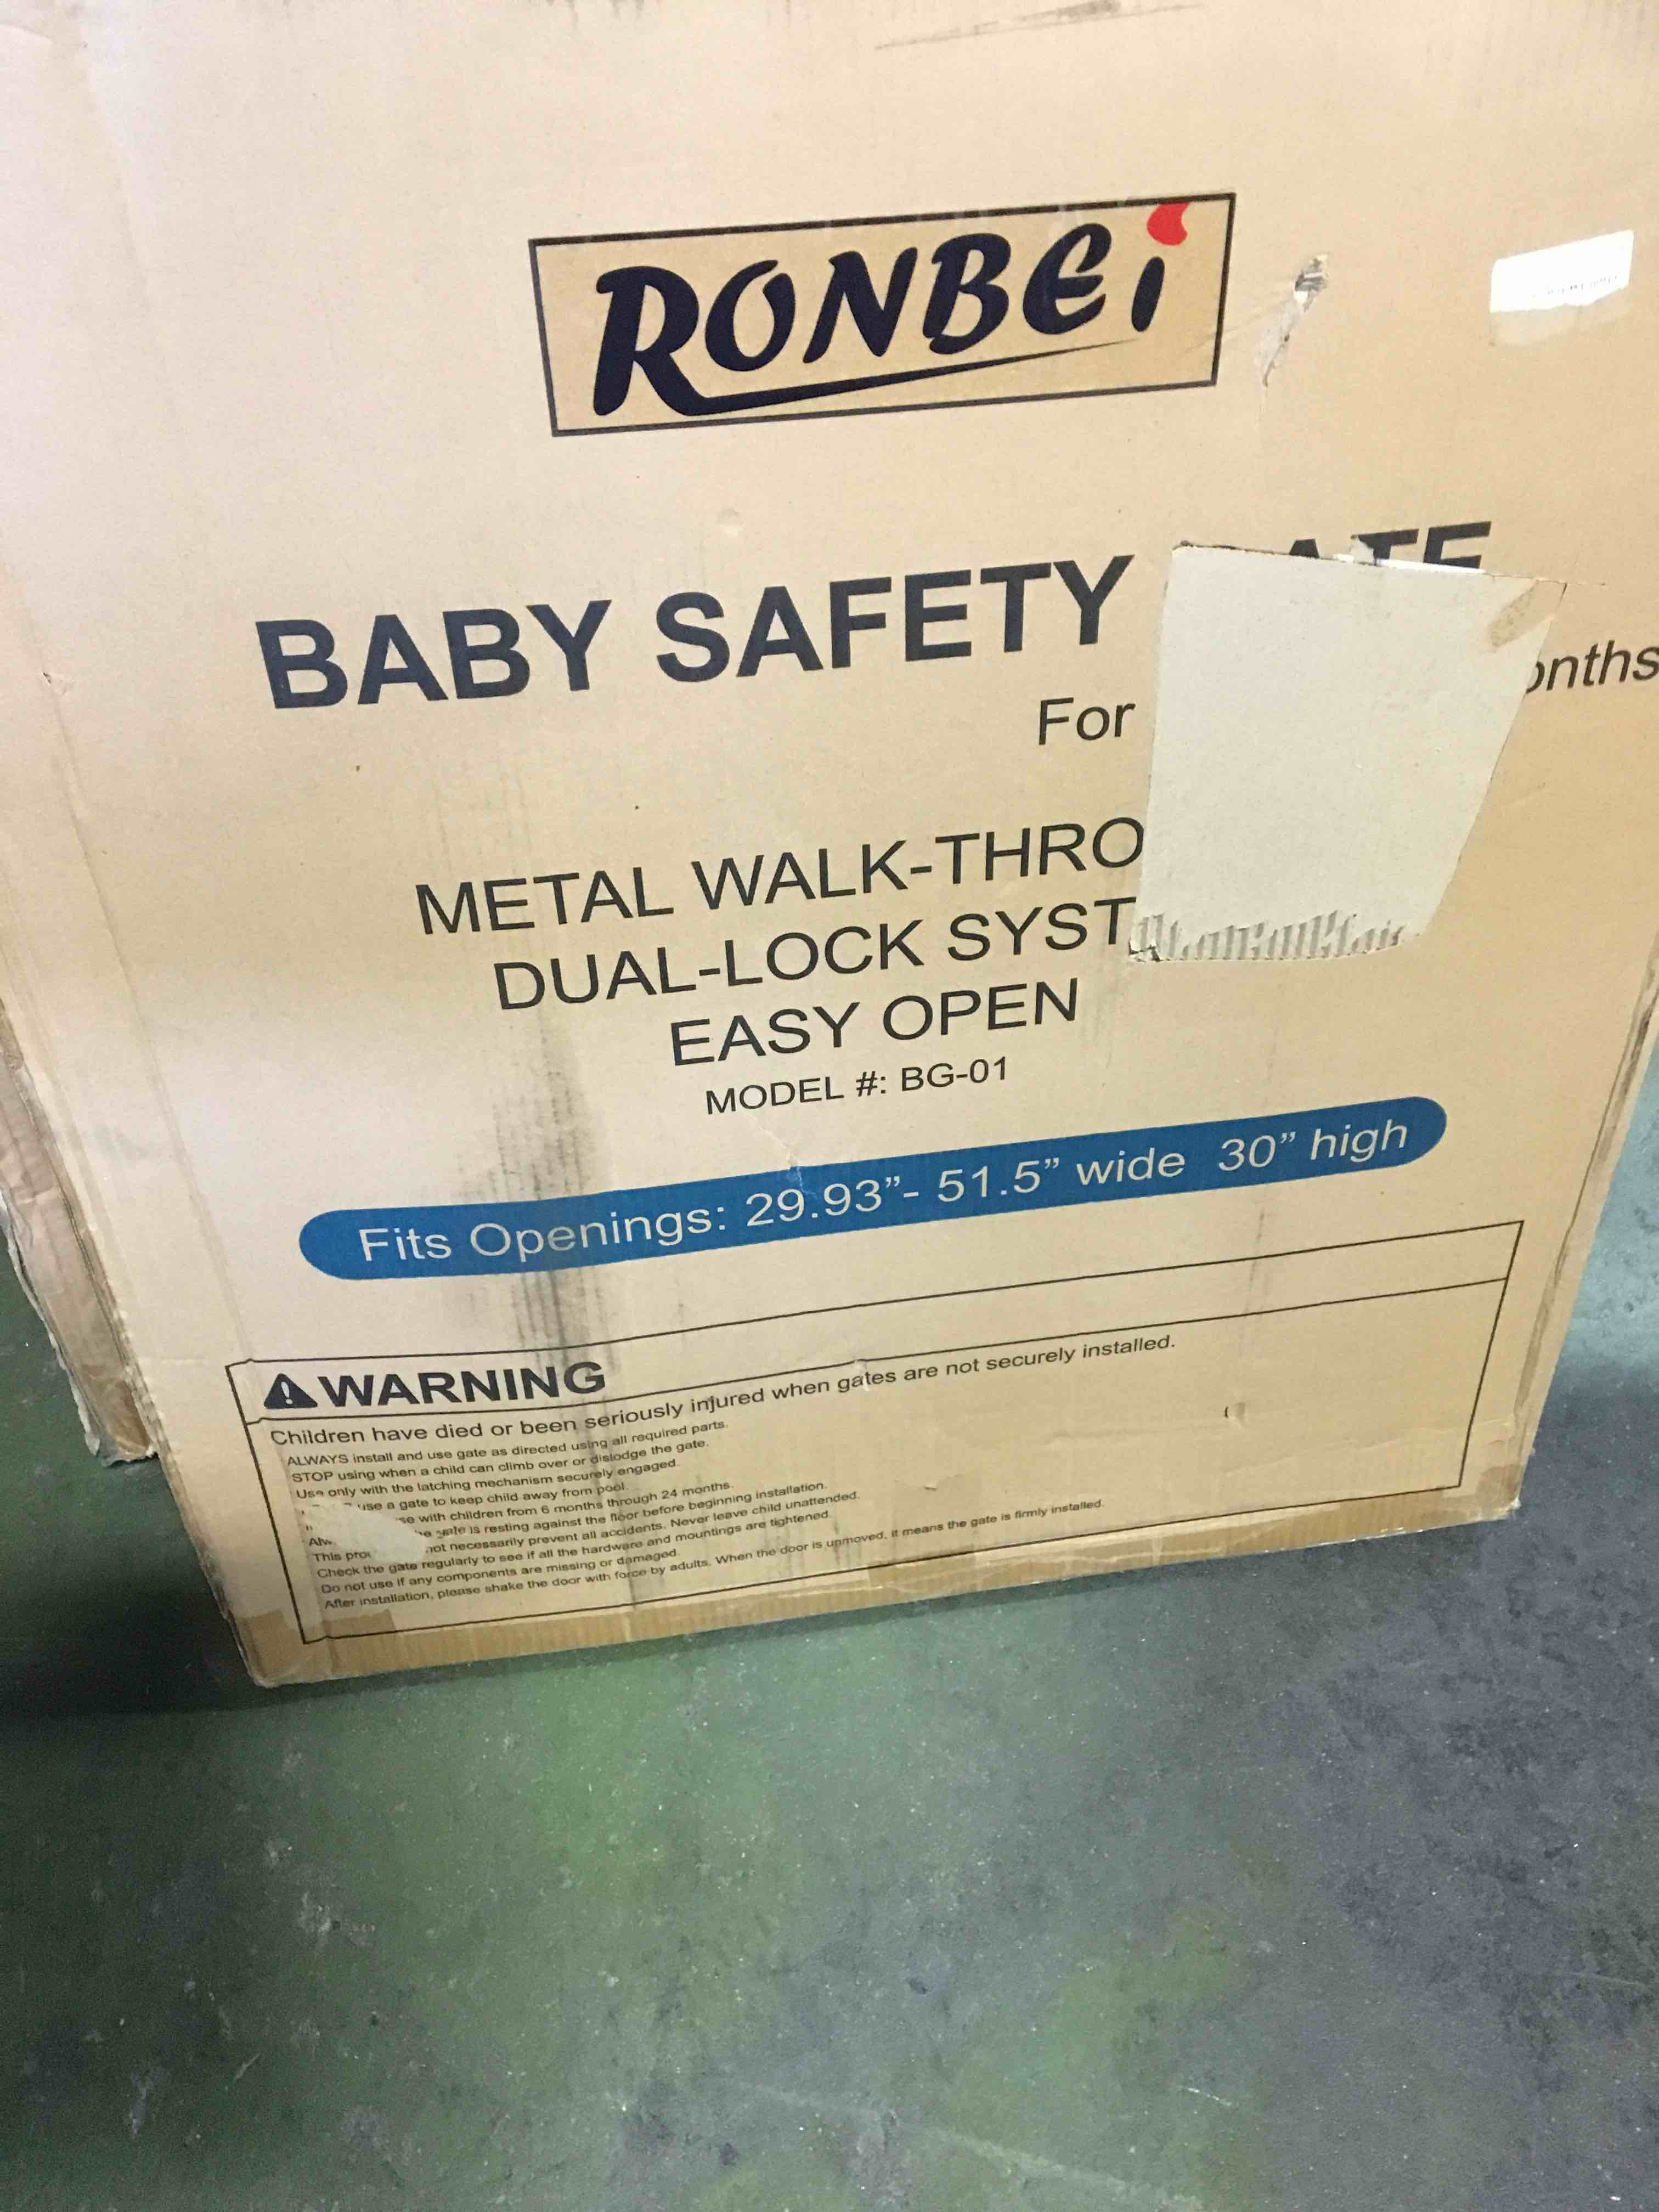 RONBEi
BABY SAFETY
For
METAL WALK-THRO
DUAL-LOCK SYST
EASY OPEN
MODEL #: BG-01
Fits Openings: 29.93”- 51.5” wide 30” high
WARNING
Children have died or been seriously injured when gates are not securely installed.
ALWAYS install and use gate as directed using all required parts.
STOP using when a child can climb over or dislodge the gate.
Use only with the latching mechanism securely engaged.
use a gate to keep child away from pool.
with children from 6 months through 24 months.
gate is resting against the floor before beginning installation.
This not necessarily prevent all accidents. Never leave child unattended.
Check the gate regularly to see if all the hardware and mountings are tightened.
Do not use if any components are missing or damaged.
After installation, please shake the door with force by adults. When the door is unmoved, it means the gate is firmly installed.